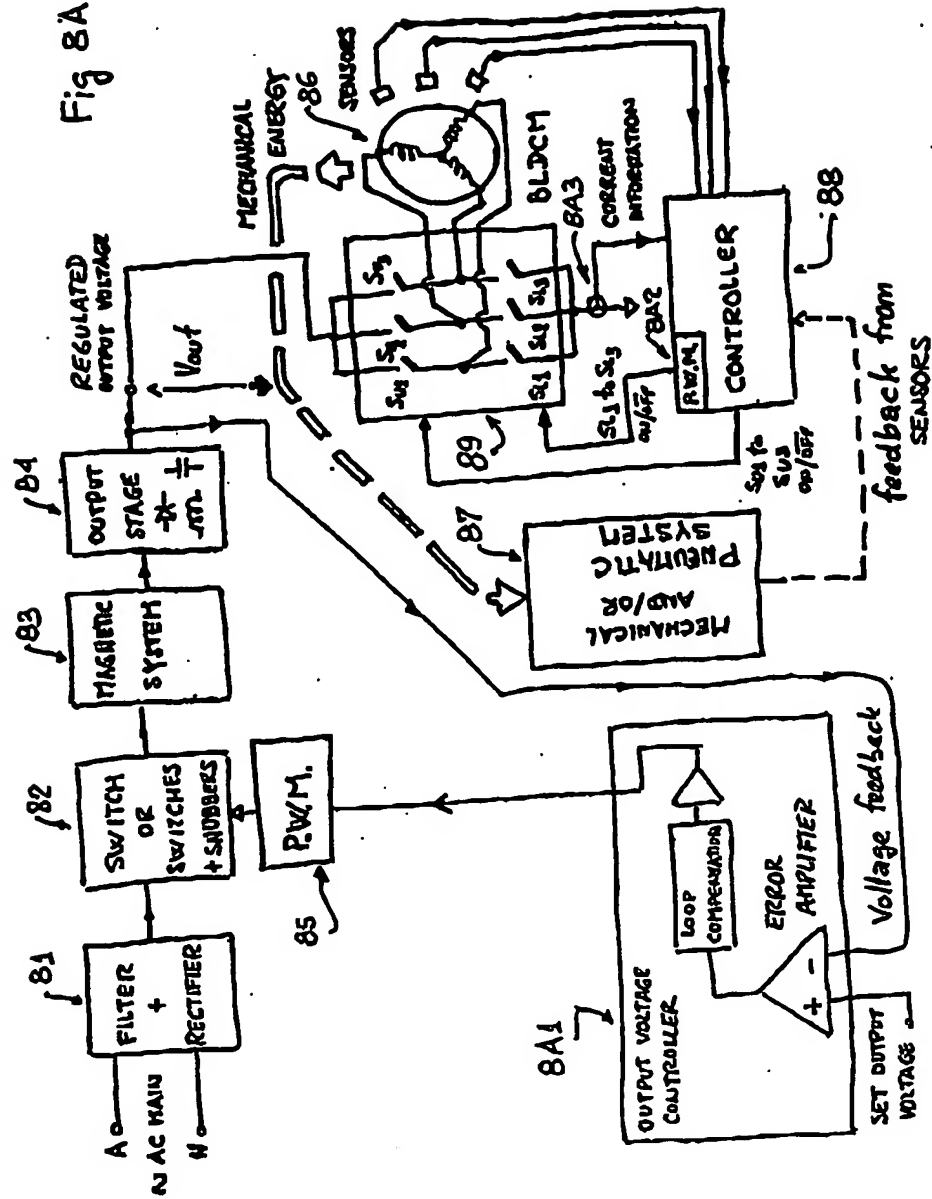 Fig 8A
81
FILTER
+
RECTIFIER
A
∿ AC MAIN
N
82
SWITCH
OR
SWITCHES
+ SNUBBERS
P.W.M.
85
83
MAGNETIC
SYSTEM
84
OUTPUT
STAGE
REGULATED
OUTPUT VOLTAGE
Vout
MECHANICAL
ENERGY
86
SENSORS
BLDCM
89
8A3
CURRENT
INFORMATION
SL1 to SL3
ON/OFF
8A2
P.W.M.
CONTROLLER
88
SU1 to
SU3
ON/OFF
feedback from
SENSORS
87
MECHANICAL
AND/OR
PNEUMATIC
SYSTEM
8A1
OUTPUT VOLTAGE
CONTROLLER
LOOP
COMPENSATION
ERROR
AMPLIFIER
+
-
Voltage feedback
SET OUTPUT
VOLTAGE